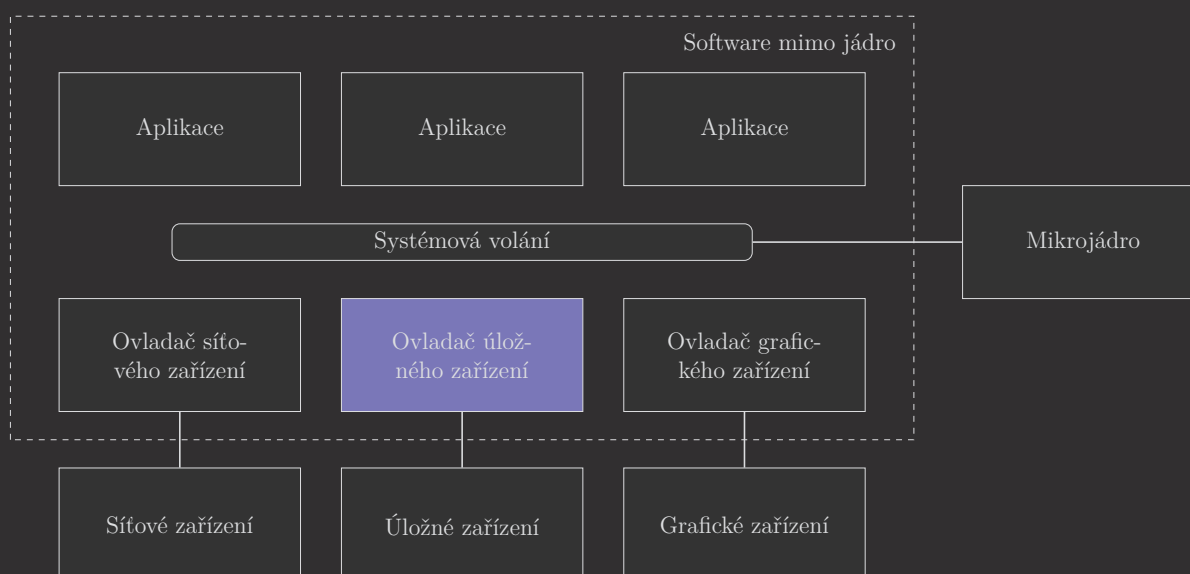 Software mimo jádro
Aplikace
Aplikace
Aplikace
Systémová volání
Mikrojádro
Ovladač síťo-
vého zařízení
Ovladač úlož-
ného zařízení
Ovladač grafic-
kého zařízení
Síťové zařízení
Úložné zařízení
Grafické zařízení